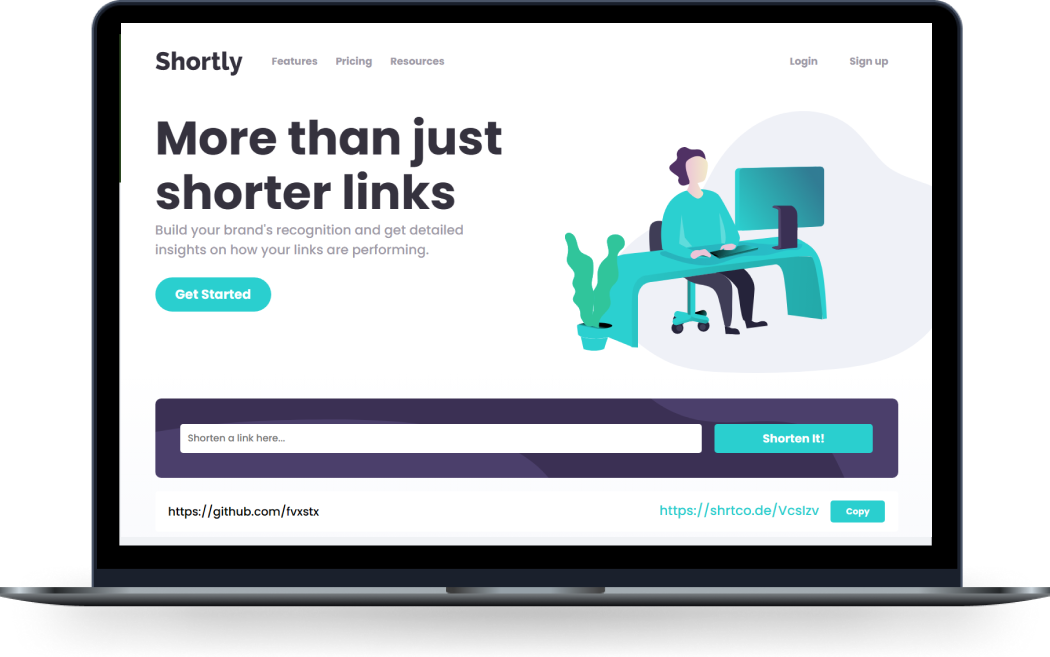 Shortly
Features Pricing Resources
Login Sign up
More than just
shorter links
Build your brand's recognition and get detailed
insights on how your links are performing.
Get Started
Shorten a link here...
Shorten It!
https://github.com/fvxstx
https://shrtco.de/VcsIzv
Copy